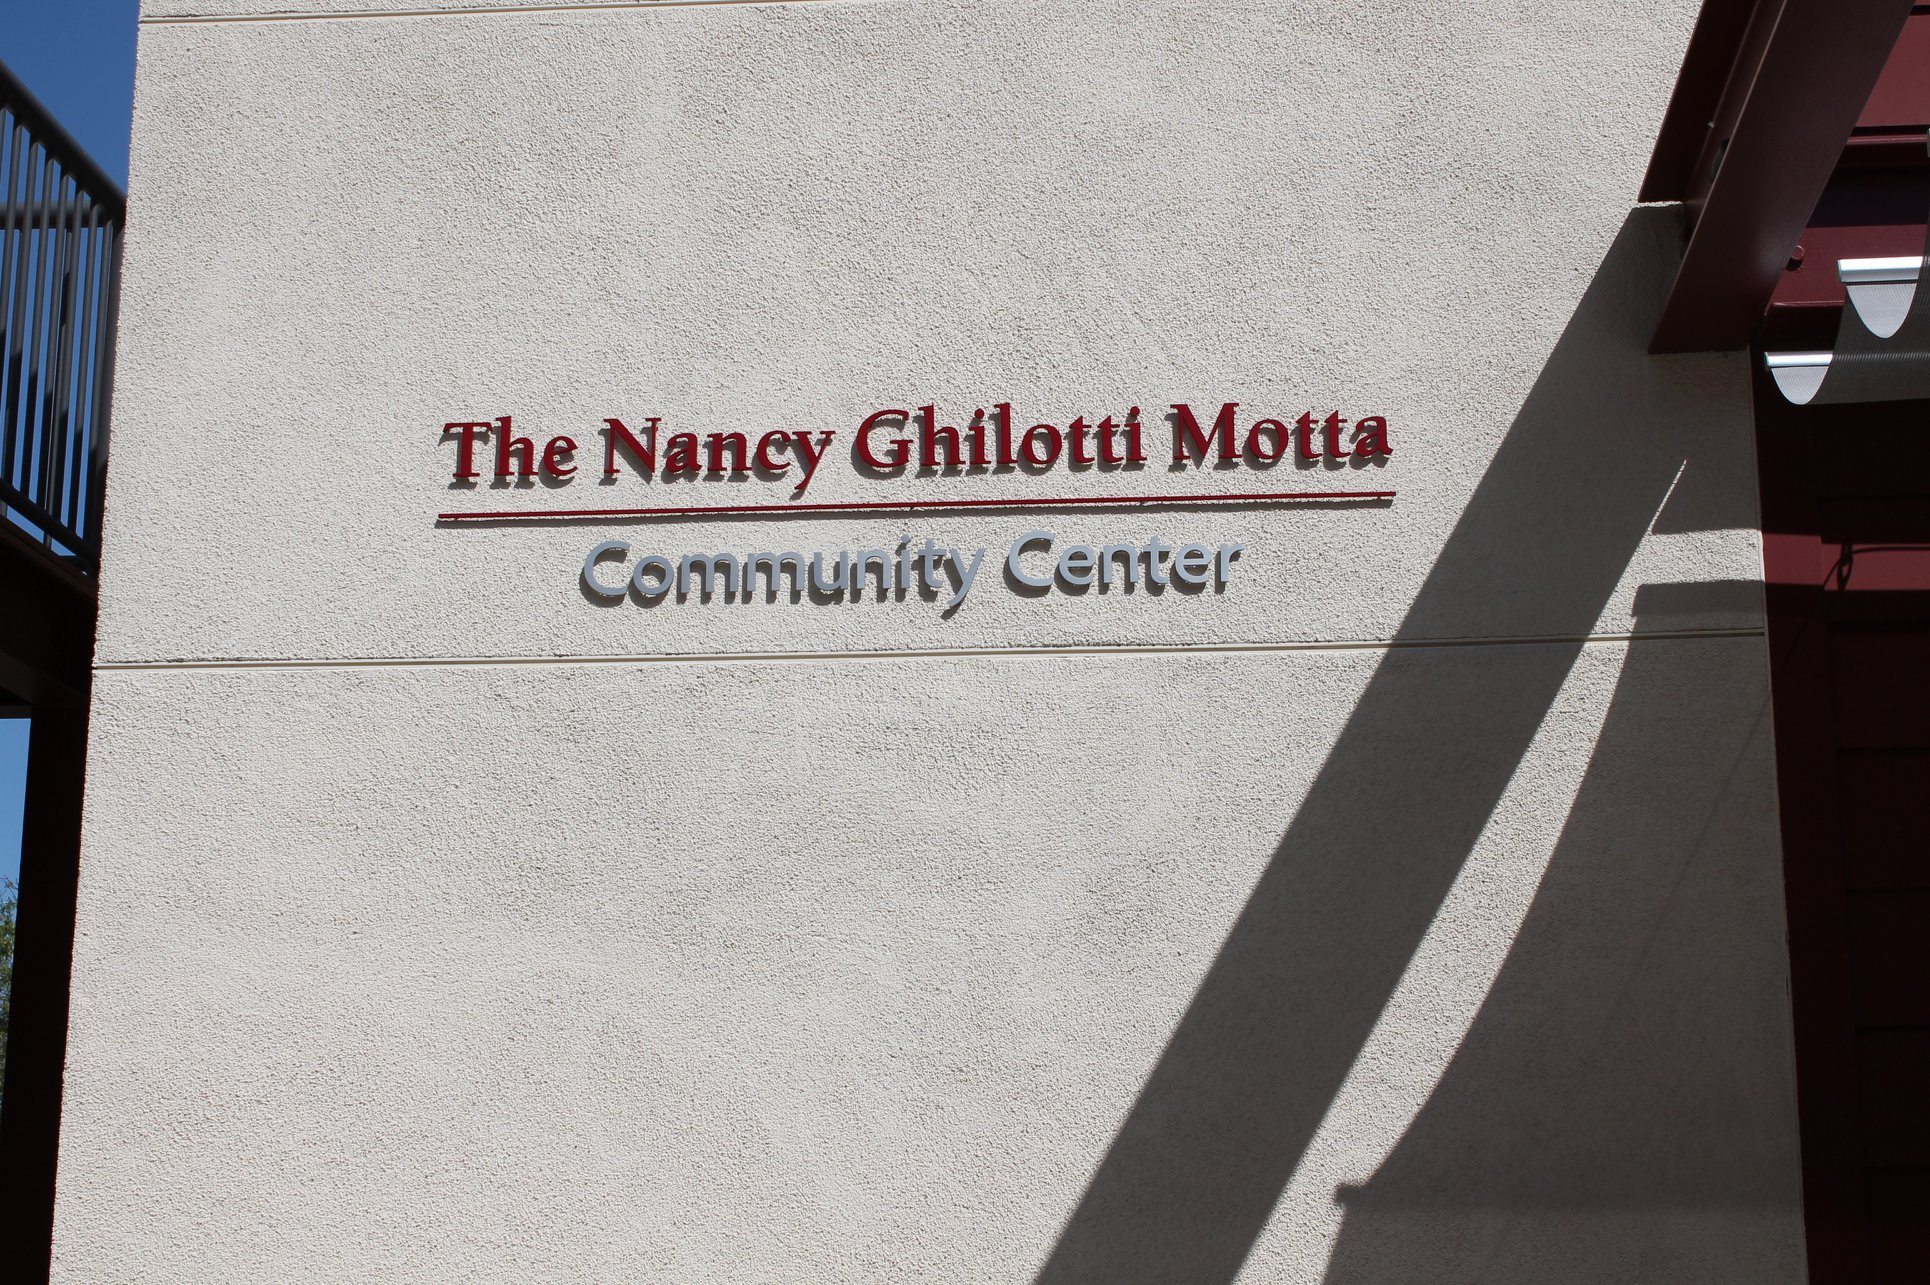 The Nancy Ghilotti Motta
Community Center